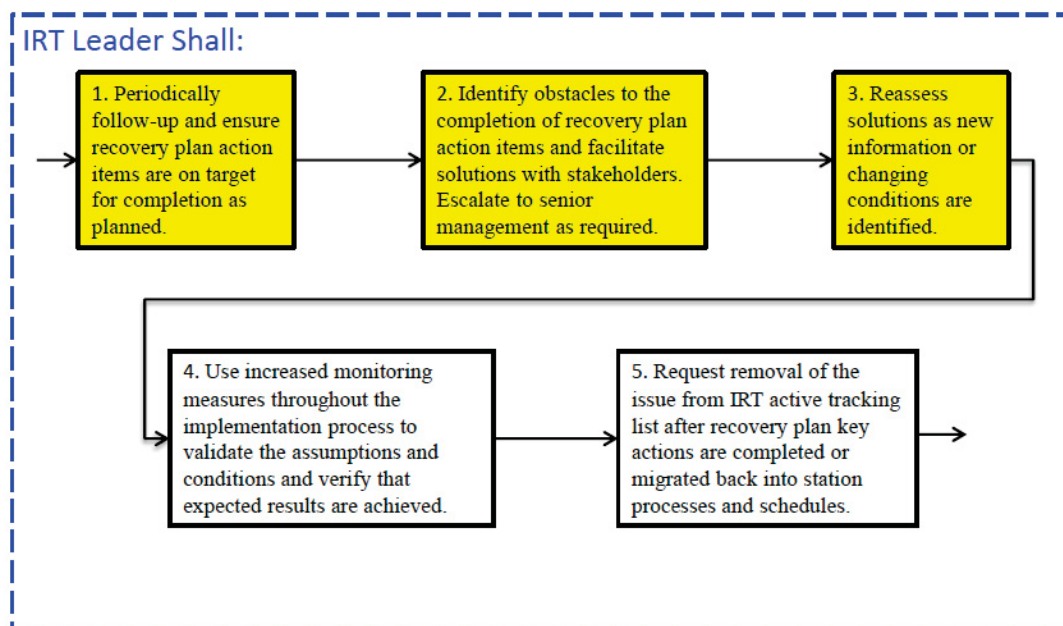 IRT Leader Shall:
1. Periodically
follow-up and ensure
recovery plan action
items are on target
for completion as
planned.
2. Identify obstacles to the
completion of recovery plan
action items and facilitate
solutions with stakeholders.
Escalate to senior
management as required.
3. Reassess
solutions as new
information or
changing
conditions are
identified.
4. Use increased monitoring
measures throughout the
implementation process to
validate the assumptions and
conditions and verify that
expected results are achieved.
5. Request removal of the
issue from IRT active tracking
list after recovery plan key
actions are completed or
migrated back into station
processes and schedules.